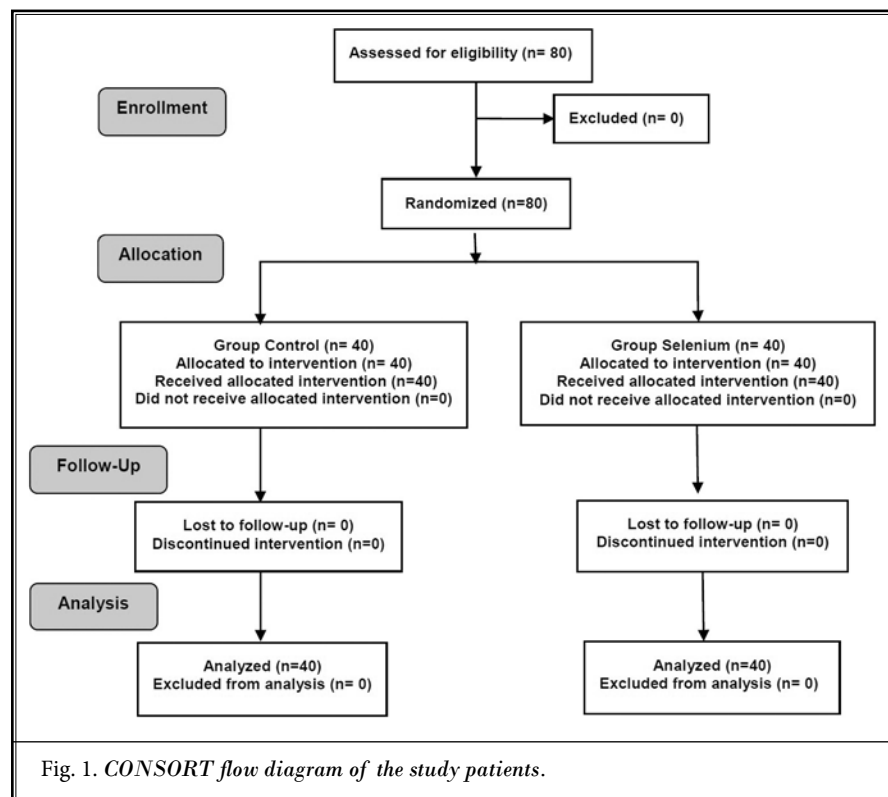 Assessed for eligibility (n= 80)
Enrollment
Excluded (n= 0)
Randomized (n=80)
Allocation
Group Control (n= 40)
Allocated to intervention (n= 40)
Received allocated intervention (n=40)
Did not receive allocated intervention (n=0)
Group Selenium (n= 40)
Allocated to intervention (n= 40)
Received allocated intervention (n=40)
Did not receive allocated intervention (n=0)
Follow-Up
Lost to follow-up (n= 0)
Discontinued intervention (n=0)
Lost to follow-up (n= 0)
Discontinued intervention (n=0)
Analysis
Analyzed (n=40)
Excluded from analysis (n= 0)
Analyzed (n=40)
Excluded from analysis (n= 0)
Fig. 1. CONSORT flow diagram of the study patients.